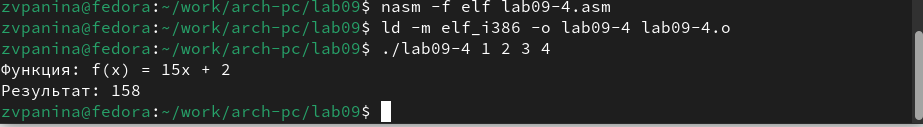 zvpanina@fedora:~/work/arch-pc/lab09$ nasm -f elf lab09-4.asm
zvpanina@fedora:~/work/arch-pc/lab09$ ld -m elf_i386 -o lab09-4 lab09-4.o
zvpanina@fedora:~/work/arch-pc/lab09$ ./lab09-4 1 2 3 4
Функция: f(x) = 15x + 2
Результат: 158
zvpanina@fedora:~/work/arch-pc/lab09$